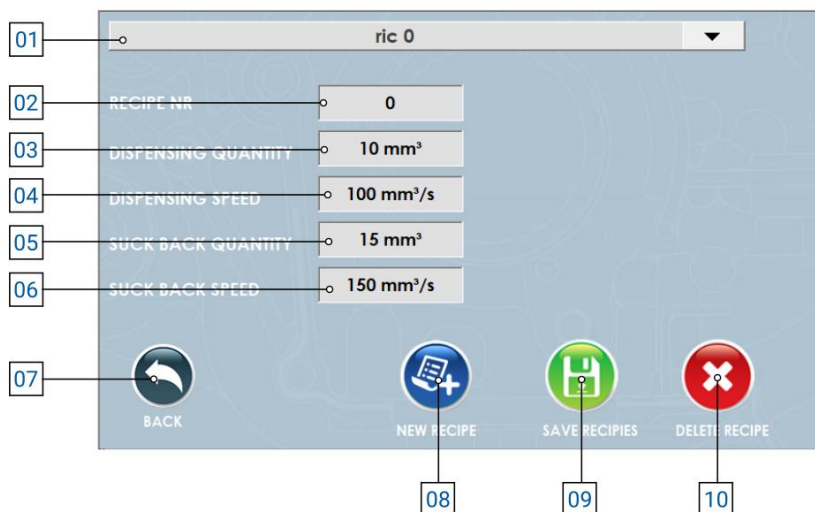 01 ric 0
02 RECIPE NR 0
03 DISPENSING QUANTITY 10 mm³
04 DISPENSING SPEED 100 mm³/s
05 SUCK BACK QUANTITY 15 mm³
06 SUCK BACK SPEED 150 mm³/s
07
BACK NEW RECIPE SAVE RECIPIES DELETE RECIPE
08 09 10